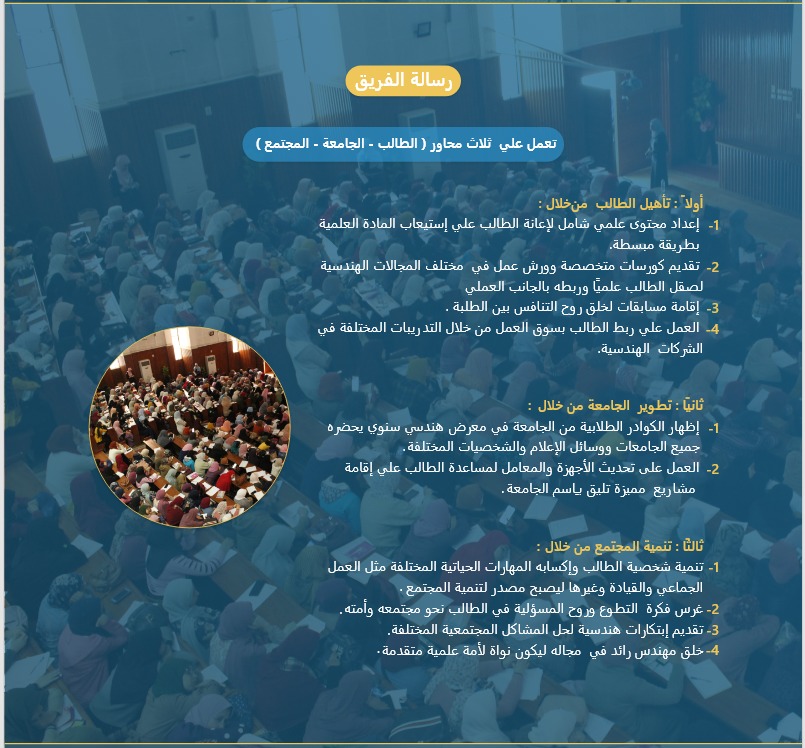 رسالة الفريق
تعمل علي ثلاث محاور ( الطالب - الجامعة - المجتمع )
أولاً : تأهيل الطالب من خلال :
1- إعداد محتوى علمي شامل لإعانة الطالب علي إستيعاب المادة العلمية
بطريقة مبسطة.
2- تقديم كورسات متخصصة وورش عمل في مختلف المجالات الهندسية
لصقل الطالب علميًا وربطه بالجانب العملي
3- إقامة مسابقات لخلق روح التنافس بين الطلبة .
4- العمل علي ربط الطالب بسوق العمل من خلال التدريبات المختلفة في
الشركات الهندسية.
ثانيًا : تطوير الجامعة من خلال :
1- إظهار الكوادر الطلابية من الجامعة في معرض هندسي سنوي يحضره
جميع الجامعات ووسائل الإعلام والشخصيات المختلفة.
2- العمل على تحديث الأجهزة والمعامل لمساعدة الطالب علي إقامة
مشاريع مميزة تليق باسم الجامعة.
ثالثًا : تنمية المجتمع من خلال :
1- تنمية شخصية الطالب وإكسابه المهارات الحياتية المختلفة مثل العمل
الجماعي والقيادة وغيرها ليصبح مصدر لتنمية المجتمع .
2- غرس فكرة التطوع وروح المسؤلية في الطالب نحو مجتمعه وأمته.
3- تقديم إبتكارات هندسية لحل المشاكل المجتمعية المختلفة.
4- خلق مهندس رائد في مجاله ليكون نواة لأمة علمية متقدمة.